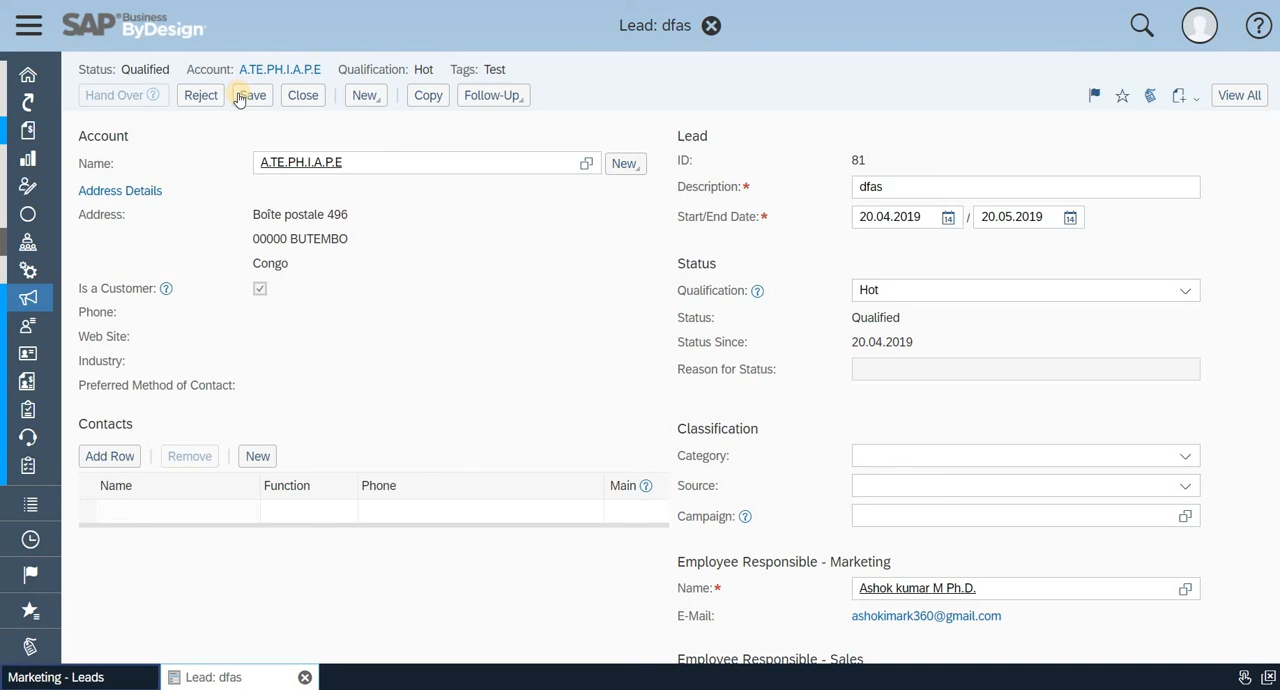 SAP Business ByDesign
Lead: dfas
Status: Qualified Account: A.TE.PH.I.A.P.E Qualification: Hot Tags: Test
Hand Over Reject Save Close New Copy Follow-Up View All
Account
Name: A.TE.PH.I.A.P.E New
Address Details
Address: Boîte postale 496
00000 BUTEMBO
Congo
Is a Customer:
Phone:
Web Site:
Industry:
Preferred Method of Contact:
Contacts
Add Row Remove New
Name Function Phone Main
Lead
ID: 81
Description:* dfas
Start/End Date:* 20.04.2019 14 / 20.05.2019 14
Status
Qualification: Hot
Status: Qualified
Status Since: 20.04.2019
Reason for Status:
Classification
Category:
Source:
Campaign:
Employee Responsible - Marketing
Name:* Ashok kumar M Ph.D.
E-Mail: ashokimark360@gmail.com
Employee Responsible - Sales
Marketing - Leads Lead: dfas